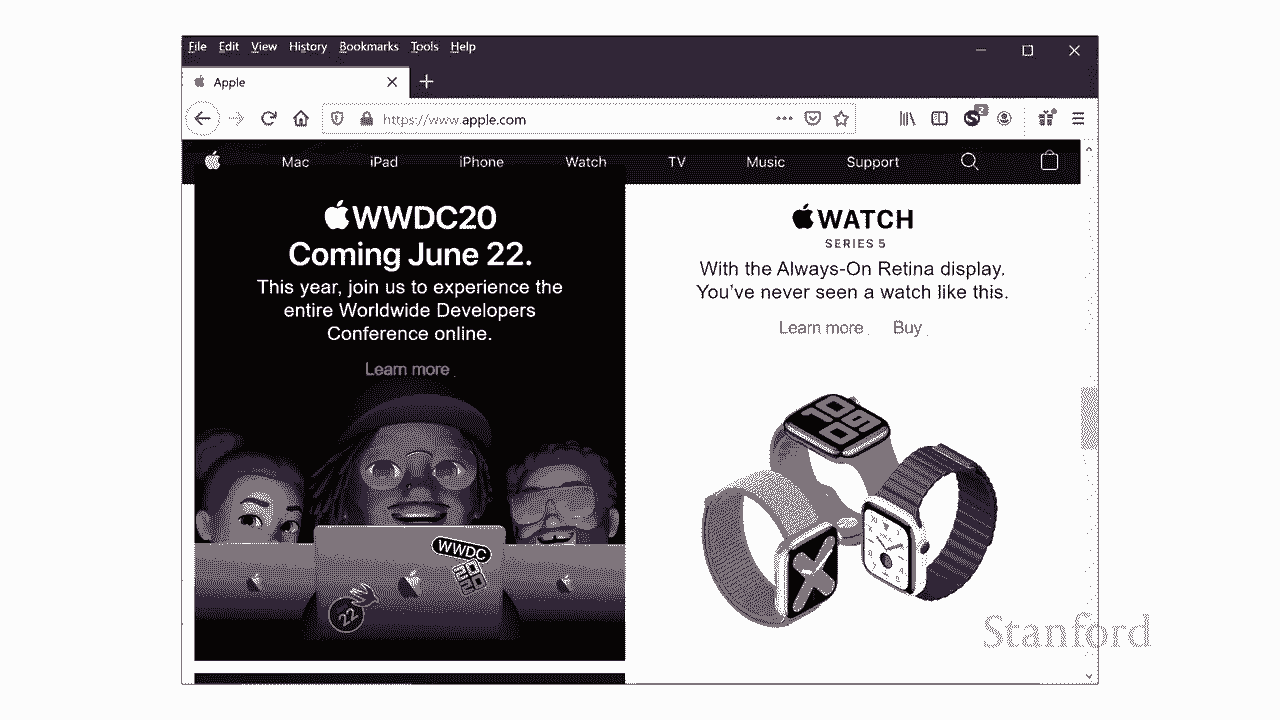 File Edit View History Bookmarks Tools Help
Apple
https://www.apple.com
2
Mac iPad iPhone Watch TV Music Support
WWDC20
Coming June 22.
This year, join us to experience the
entire Worldwide Developers
Conference online.
Learn more
WWDC
22
WATCH
SERIES 5
With the Always-On Retina display.
You've never seen a watch like this.
Learn more Buy
10
09
Stanford